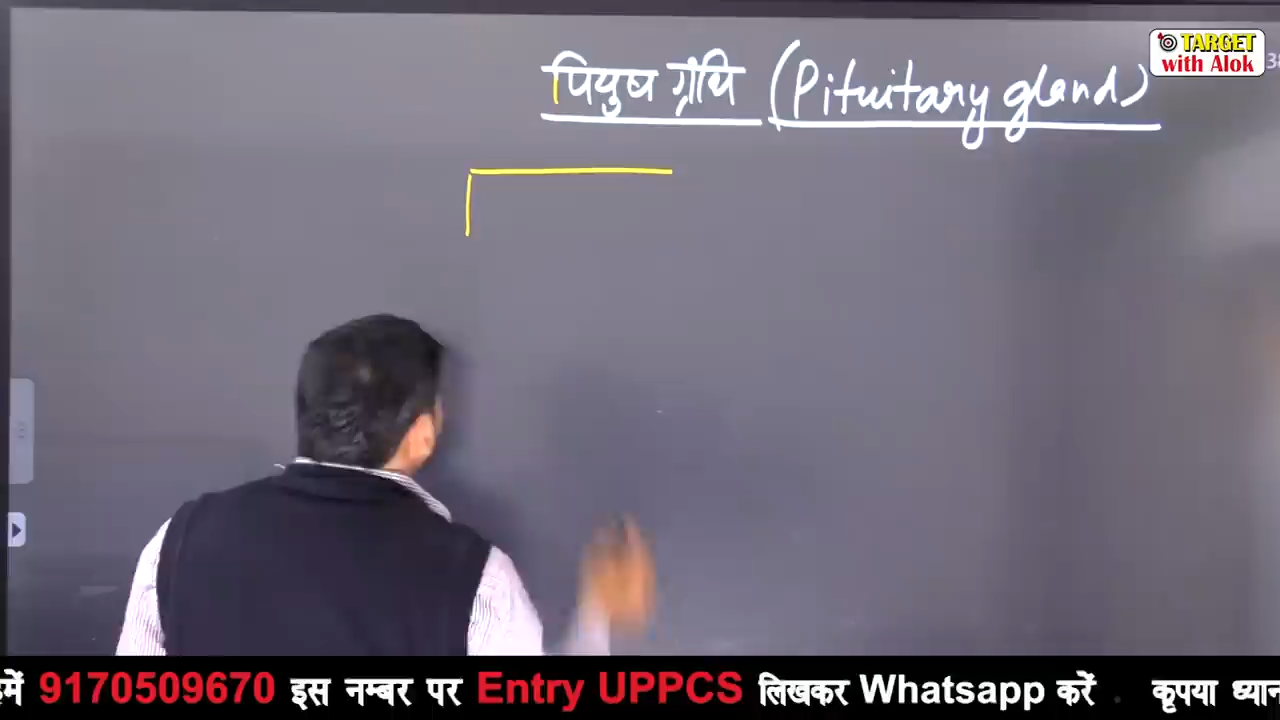 पियुष ग्रंथि (Pituitary gland)
TARGET
with Alok
में 9170509670 इस नम्बर पर Entry UPPCS लिखकर Whatsapp करें . कृपया ध्यान